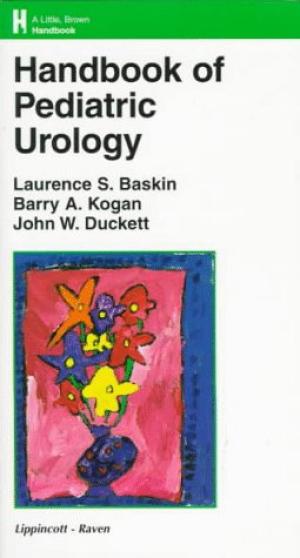 H
A Little, Brown
Handbook
Handbook of
Pediatric
Urology
Laurence S. Baskin
Barry A. Kogan
John W. Duckett
Lippincott - Raven